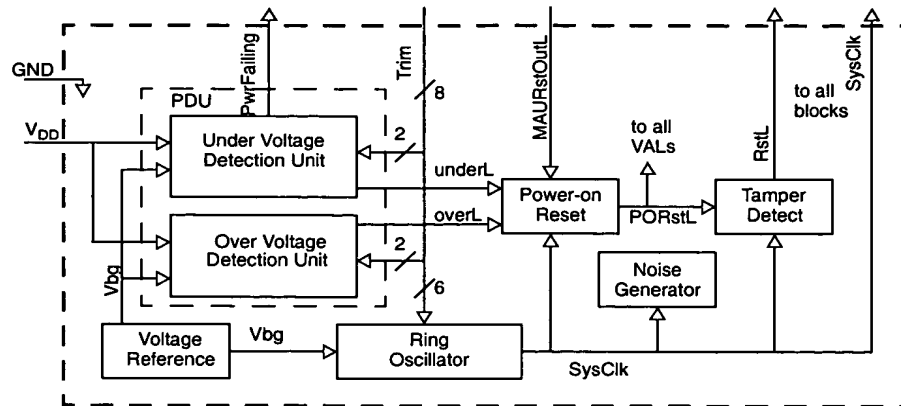 GND
V_DD
PDU
PwrFailing
Trim
8
MAURstOutL
RstL
to all
blocks
SysClk
Under Voltage
Detection Unit
2
underL
to all
VALs
Power-on
Reset
PORstL
Tamper
Detect
Over Voltage
Detection Unit
2
overL
Vbg
6
Noise
Generator
Voltage
Reference
Vbg
Ring
Oscillator
SysClk